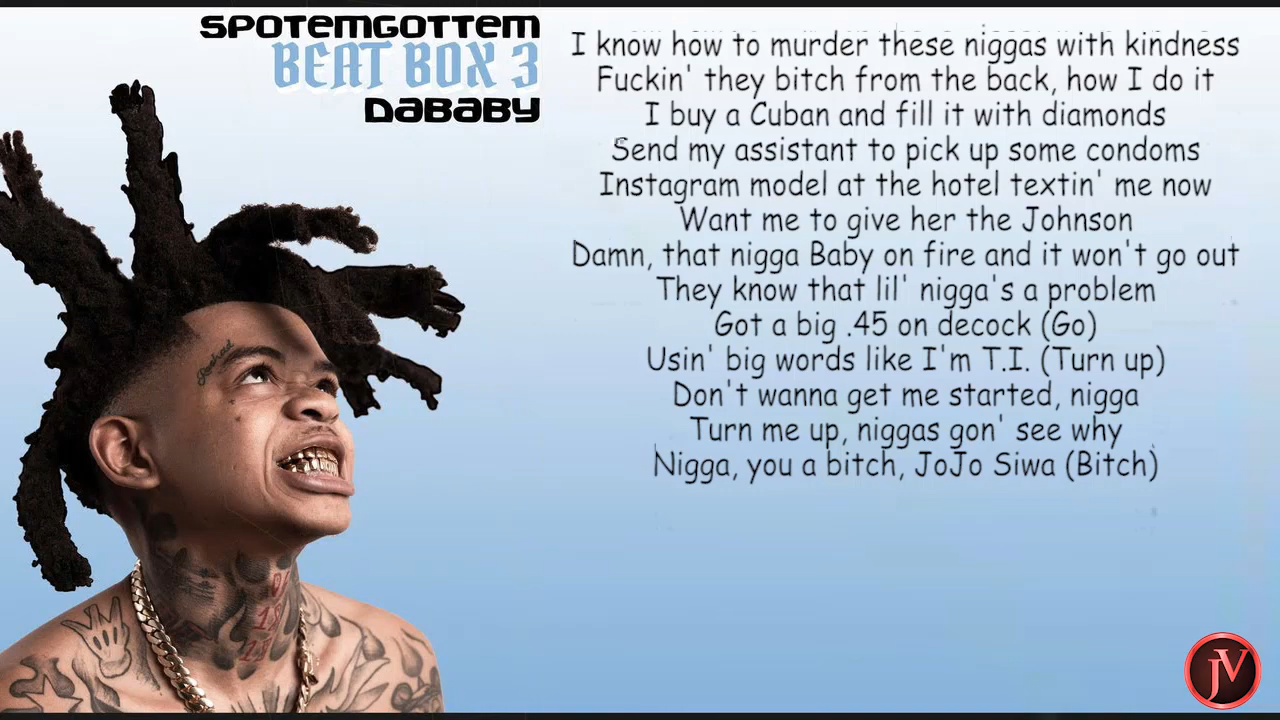 SPOTEMGOTTEM
BEAT BOX 3
DABABY
I know how to murder these niggas with kindness
Fuckin' they bitch from the back, how I do it
I buy a Cuban and fill it with diamonds
Send my assistant to pick up some condoms
Instagram model at the hotel textin' me now
Want me to give her the Johnson
Damn, that nigga Baby on fire and it won't go out
They know that lil' nigga's a problem
Got a big .45 on decock (Go)
Usin' big words like I'm T.I. (Turn up)
Don't wanna get me started, nigga
Turn me up, niggas gon' see why
Nigga, you a bitch, JoJo Siwa (Bitch)
JV